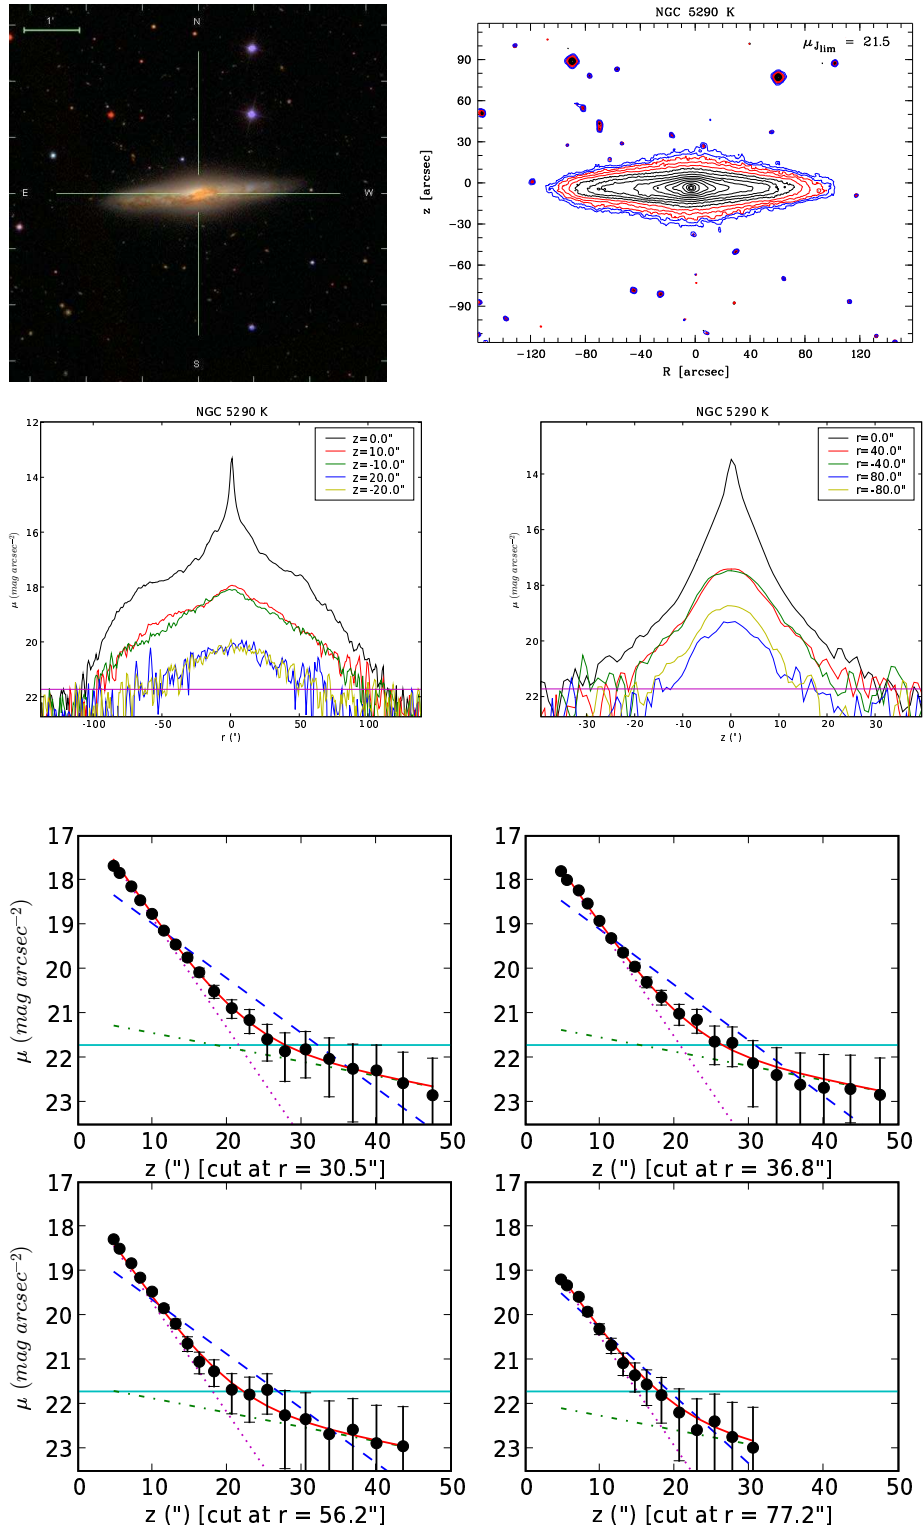 1'
N
E
W
S
NGC 5290 K
μJlim = 21.5
90
60
30
0
−30
−60
−90
z [arcsec]
−120 −80 −40 0 40 80 120
R [arcsec]
NGC 5290 K
z=0.0"
z=10.0"
z=-10.0"
z=20.0"
z=-20.0"
12
14
16
18
20
22
μ (mag arcsec−2)
-100 -50 0 50 100
r (")
NGC 5290 K
r=0.0"
r=40.0"
r=-40.0"
r=80.0"
r=-80.0"
14
16
18
20
22
μ (mag arcsec−2)
-30 -20 -10 0 10 20 30
z (")
17
18
19
20
21
22
23
μ (mag arcsec−2)
0 10 20 30 40 50
z (") [cut at r = 30.5"]
17
18
19
20
21
22
23
0 10 20 30 40 50
z (") [cut at r = 36.8"]
17
18
19
20
21
22
23
μ (mag arcsec−2)
0 10 20 30 40 50
z (") [cut at r = 56.2"]
17
18
19
20
21
22
23
0 10 20 30 40 50
z (") [cut at r = 77.2"]